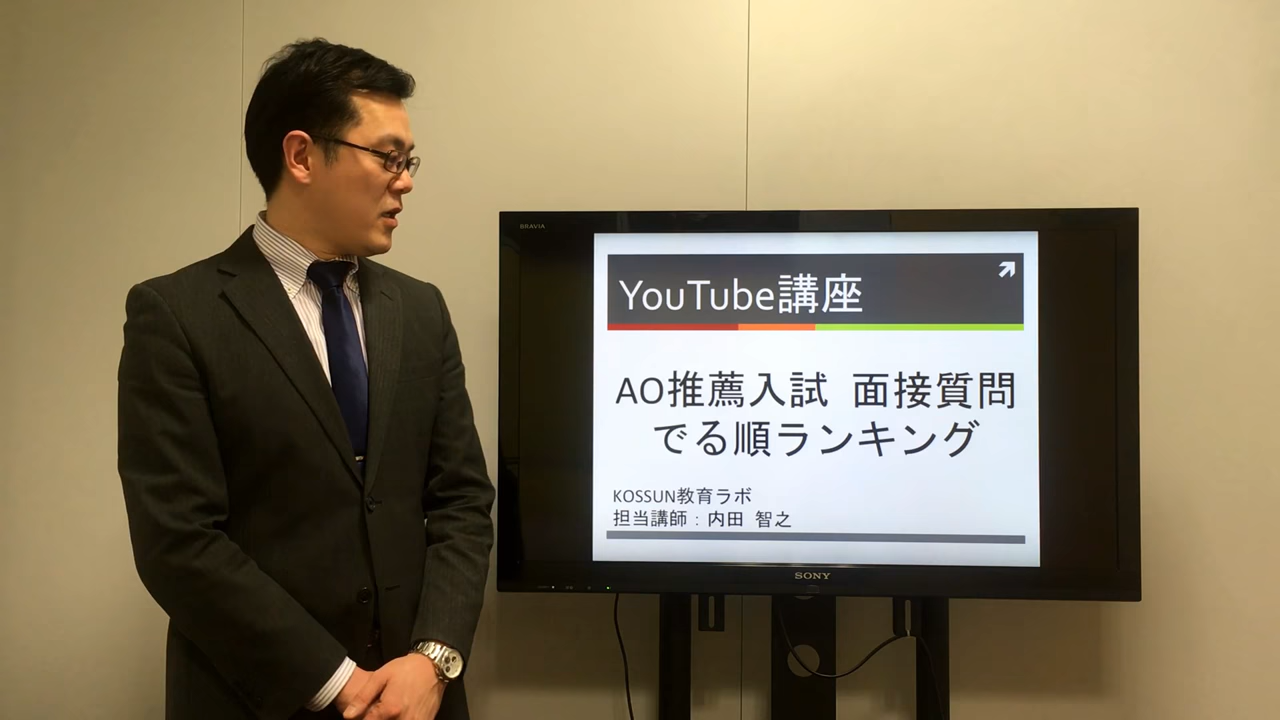 BRAVIA
YouTube講座
AO推薦入試 面接質問
でる順ランキング
KOSSUN教育ラボ
担当講師：内田 智之
SONY